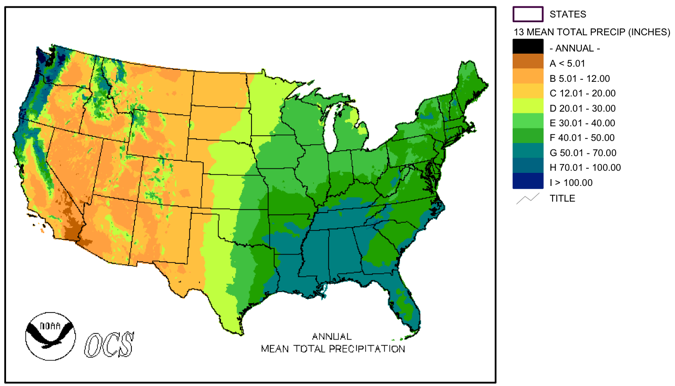 STATES
13 MEAN TOTAL PRECIP (INCHES)
- ANNUAL -
A < 5.01
B 5.01 - 12.00
C 12.01 - 20.00
D 20.01 - 30.00
E 30.01 - 40.00
F 40.01 - 50.00
G 50.01 - 70.00
H 70.01 - 100.00
I > 100.00
TITLE
NOAA
OCS
ANNUAL
MEAN TOTAL PRECIPITATION